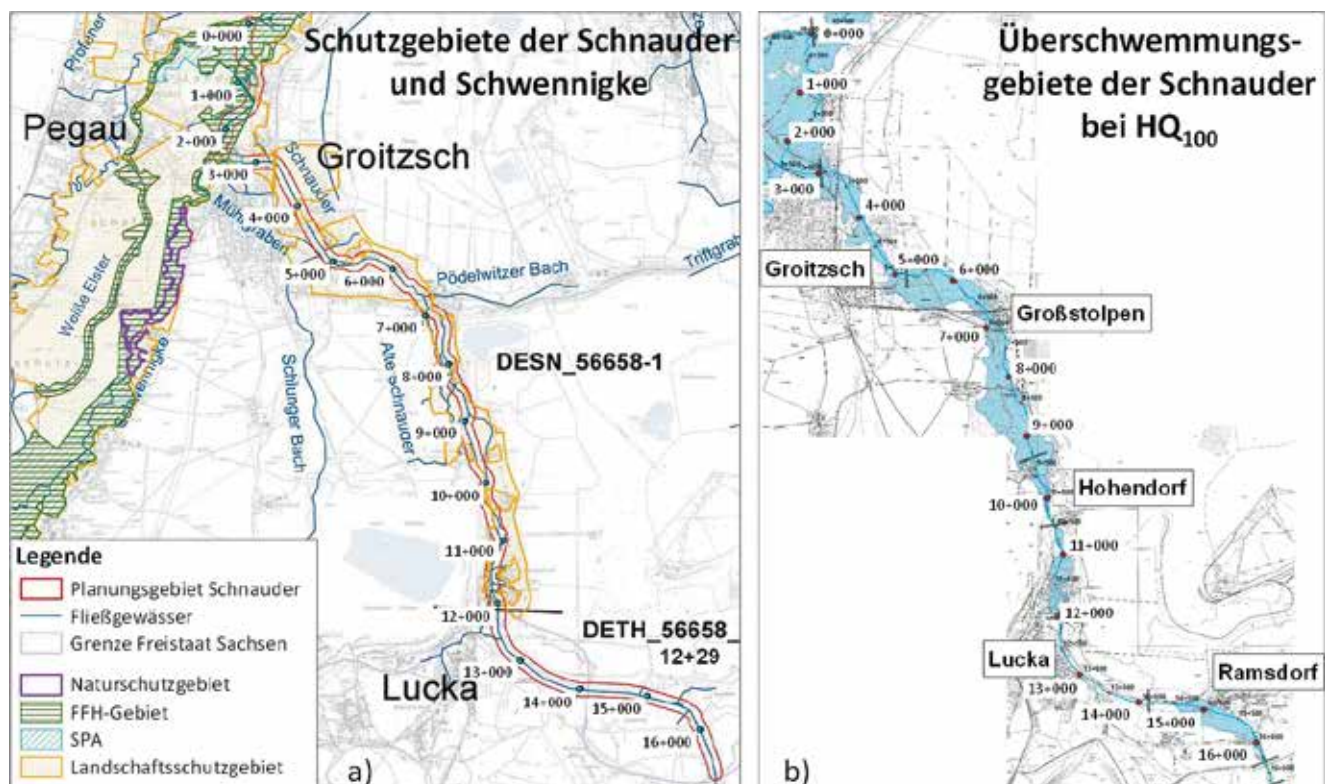 Schutzgebiete der Schnauder
und Schwennigke
0+000
1+000
2+000
3+000
4+000
5+000
6+000
7+000
8+000
9+000
10+000
11+000
12+000
13+000
14+000
15+000
16+000
Pegau
Groitzsch
Lucka
Schnauder
Mühlgraben
Pödelwitzer Bach
Weiße Elster
Schwennigke
Schlunger Bach
Alte Schnauder
DESN_56658-1
DETH_56658_
12+29
Legende
Planungsgebiet Schnauder
Fließgewässer
Grenze Freistaat Sachsen
Naturschutzgebiet
FFH-Gebiet
SPA
Landschaftsschutzgebiet
a)
Überschwemmungs-
gebiete der Schnauder
bei HQ100
0+000
1+000
2+000
3+000
4+000
5+000
6+000
7+000
8+000
9+000
10+000
11+000
12+000
13+000
14+000
15+000
16+000
Groitzsch
Großstolpen
Hohendorf
Lucka
Ramsdorf
b)